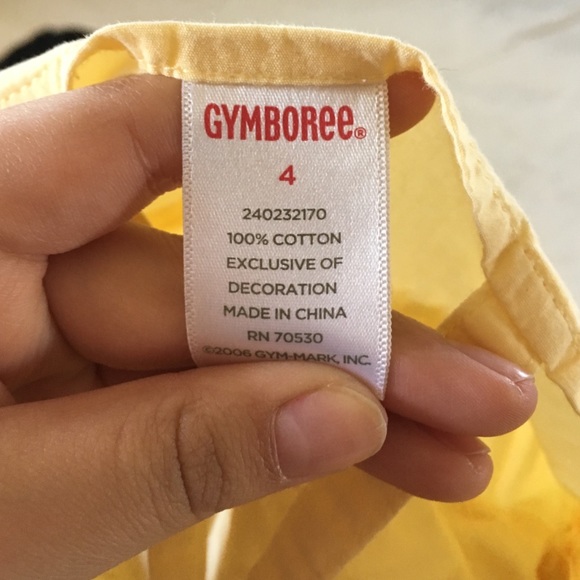 GYMBOREE®
4
240232170
100% COTTON
EXCLUSIVE OF
DECORATION
MADE IN CHINA
RN 70530
©2006 GYM-MARK, INC.